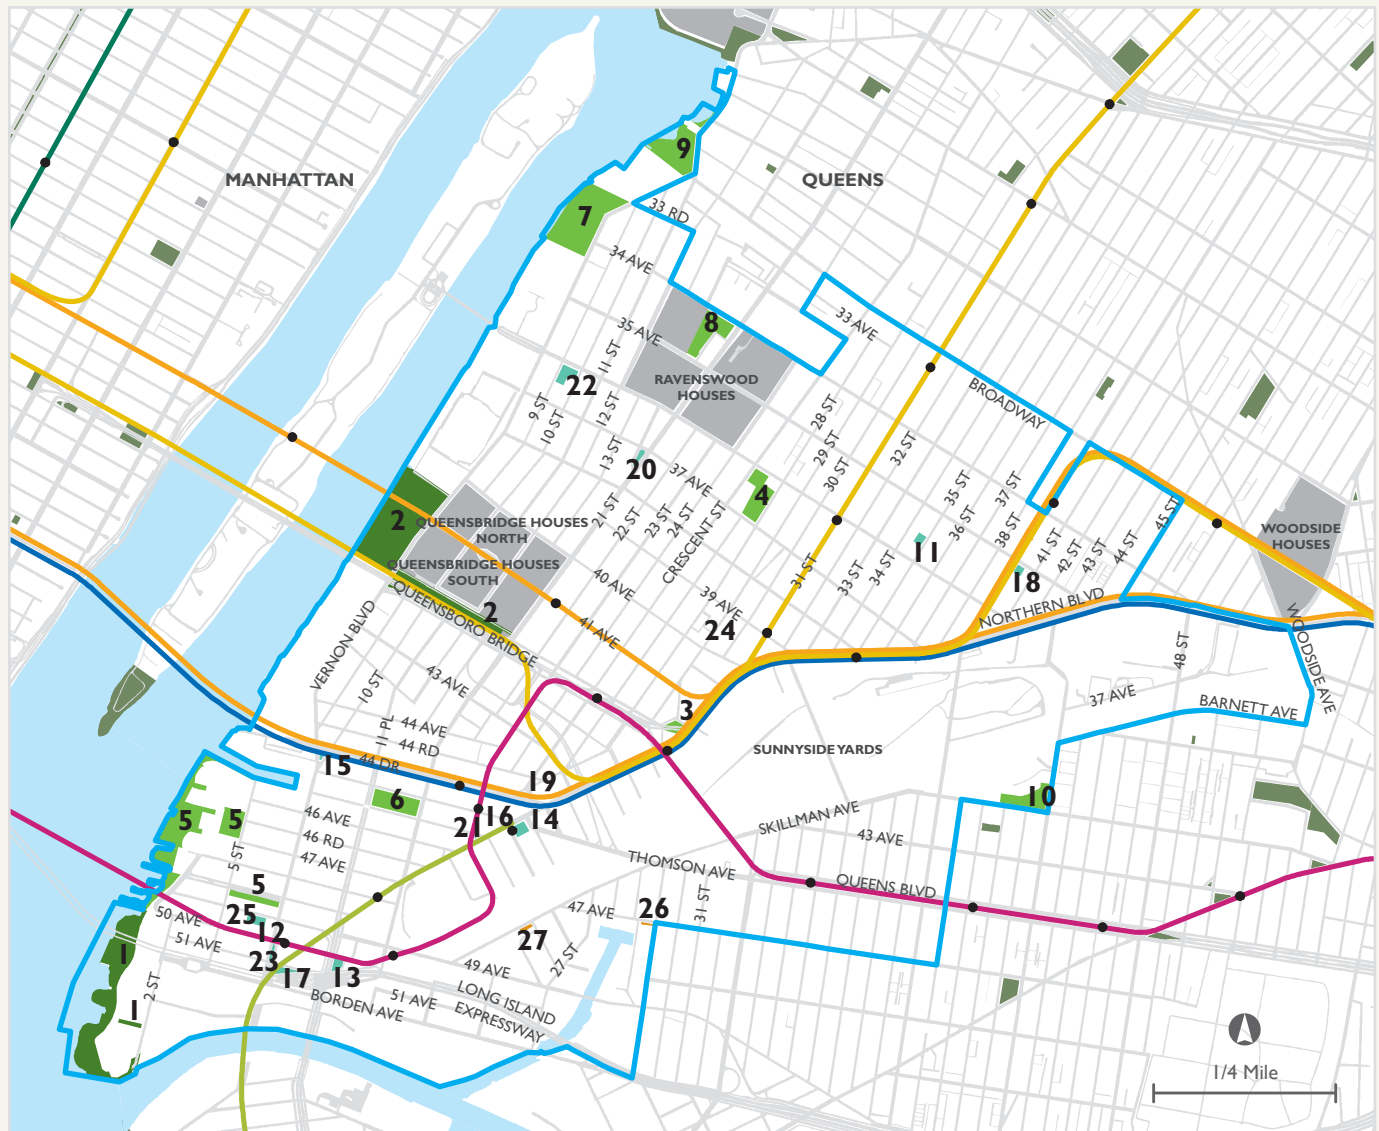 MANHATTAN
QUEENS
9
7
33 RD
34 AVE
8
35 AVE
33 AVE
11 ST
RAVENSWOOD
HOUSES
22
BROADWAY
9 ST
10 ST
12 ST
28 ST
29 ST
30 ST
32 ST
13 ST
20
37 AVE
4
35 ST
37 ST
36 ST
38 ST
45 ST
2
QUEENSBRIDGE HOUSES
NORTH
QUEENSBRIDGE HOUSES
SOUTH
21 ST
22 ST
23 ST
24 ST
CRESCENT ST
11
WOODSIDE
HOUSES
41 ST
42 ST
43 ST
44 ST
18
31 ST
33 ST
34 ST
40 AVE
39 AVE
2
QUEENSBORO BRIDGE
VERNON BLVD
41 AVE
24
NORTHERN BLVD
WOODSIDE AVE
48 ST
43 AVE
10 ST
37 AVE
BARNETT AVE
3
11 PL
44 AVE
44 RD
44 DR
SUNNYSIDE YARDS
15
19
6
10
5
5
46 AVE
46 RD
47 AVE
21
16
14
SKILLMAN AVE
43 AVE
5 ST
THOMSON AVE
QUEENS BLVD
31 ST
5
25
50 AVE
51 AVE
12
23
47 AVE
26
27
27 ST
1
2 ST
17
13
49 AVE
1
BORDEN AVE
51 AVE
LONG ISLAND
EXPRESSWAY
1/4 Mile